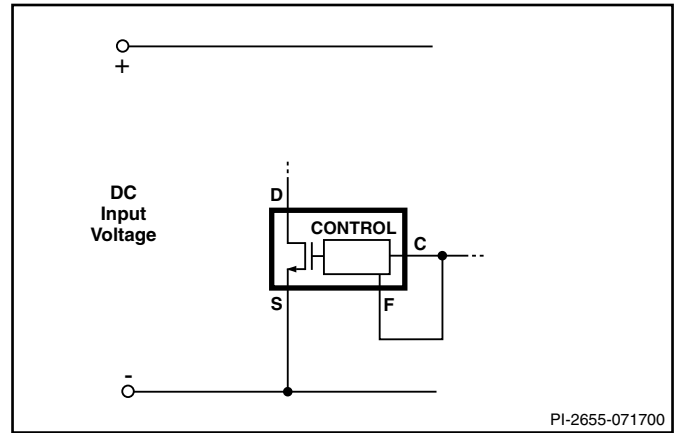 +
DC
Input
Voltage
D
CONTROL
C
S
F
-
PI-2655-071700